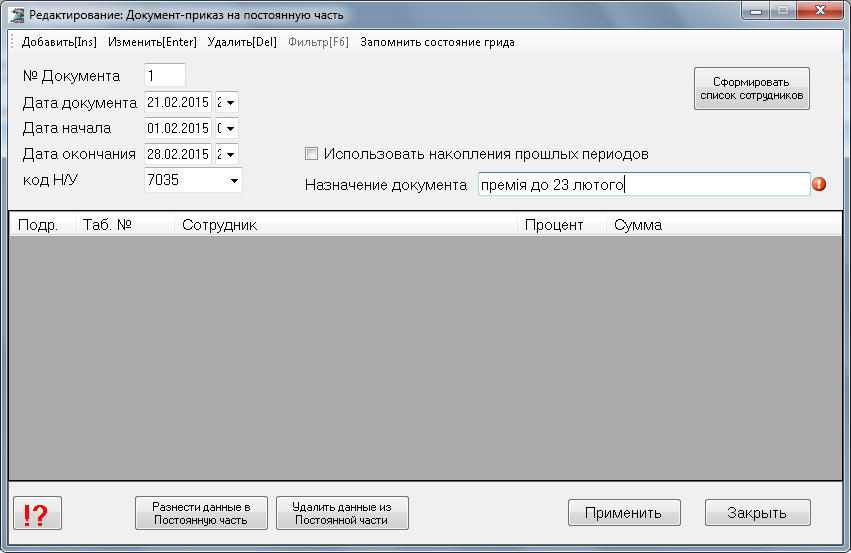 Редактирование: Документ-приказ на постоянную часть
Добавить[Ins] Изменить[Enter] Удалить[Del] Фильтр[F6] Запомнить состояние грида
№ Документа 1
Сформировать
список сотрудников
Дата документа 21.02.2015
Дата начала 01.02.2015
Дата окончания 28.02.2015
Использовать накопления прошлых периодов
код Н/У 7035
Назначение документа премія до 23 лютого
Подр. Таб. № Сотрудник Процент Сумма
!?
Разнести данные в
Постоянную часть
Удалить данные из
Постоянной части
Применить
Закрыть